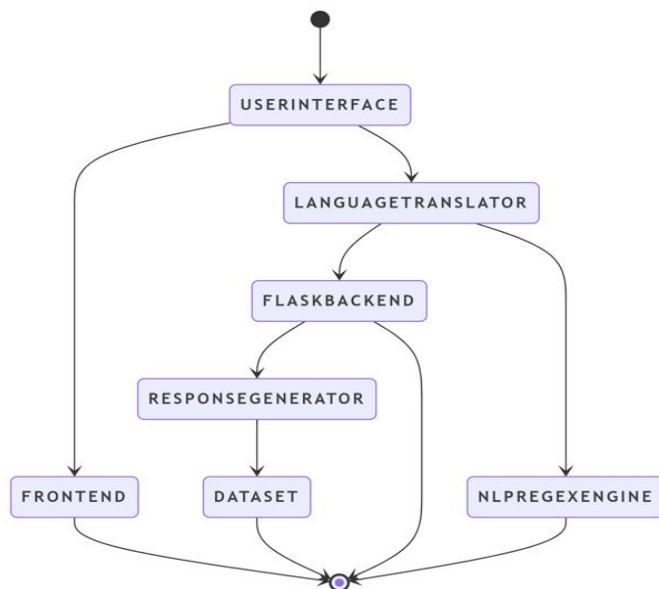 USERINTERFACE
LANGUAGETRANSLATOR
FLASKBACKEND
RESPONSEGENERATOR
FRONTEND
DATASET
NLPREGEXENGINE